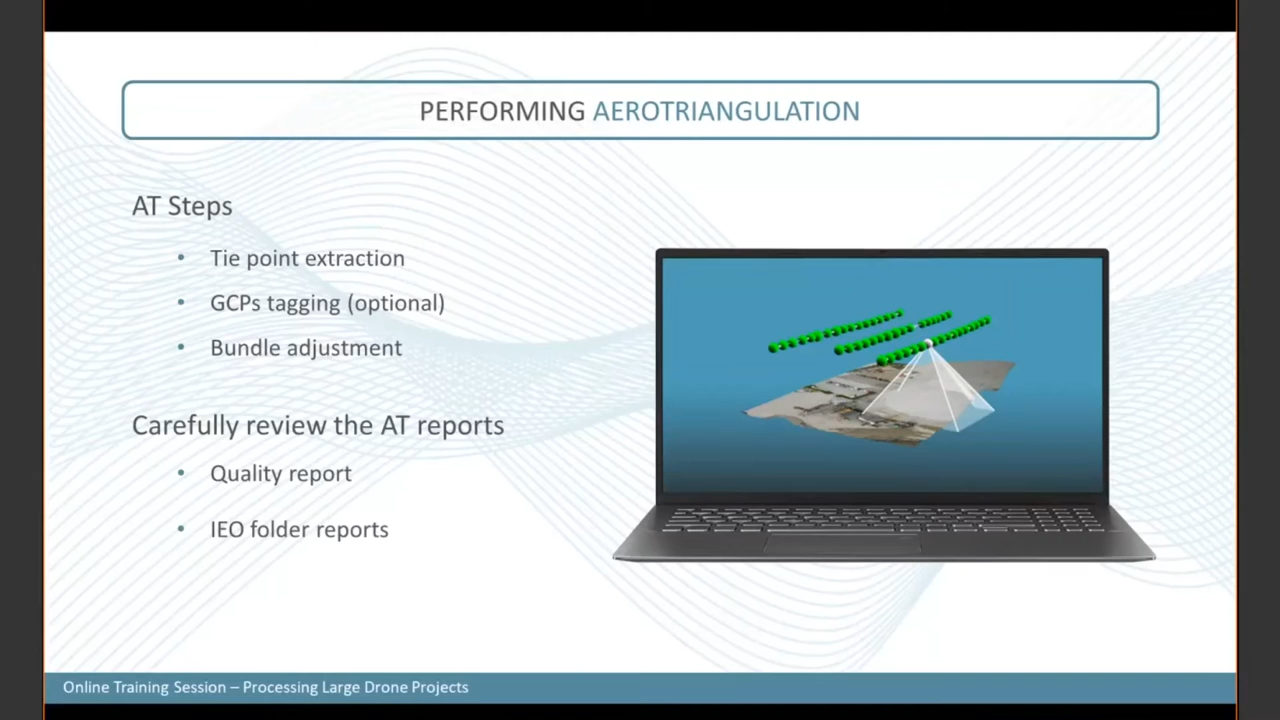 PERFORMING AEROTRIANGULATION
AT Steps
• Tie point extraction
• GCPs tagging (optional)
• Bundle adjustment
Carefully review the AT reports
• Quality report
• IEO folder reports
Online Training Session – Processing Large Drone Projects